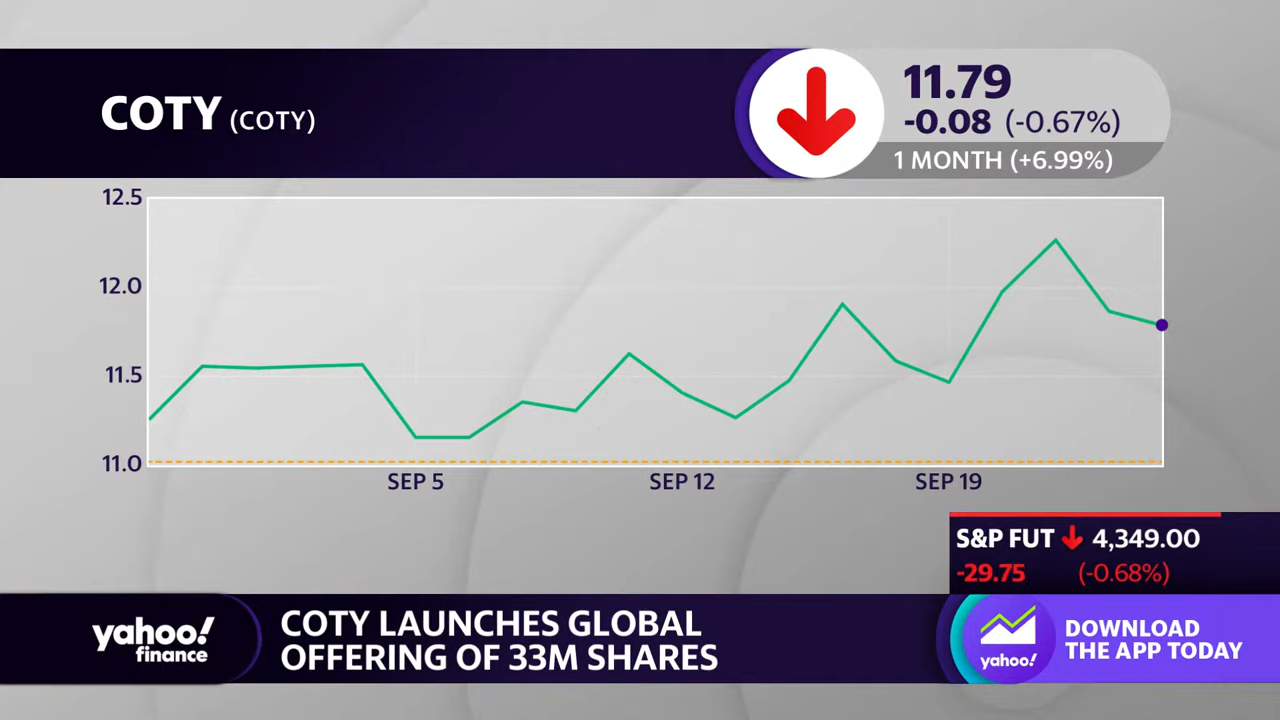 COTY (COTY)
11.79
-0.08 (-0.67%)
1 MONTH (+6.99%)
12.5
12.0
11.5
11.0
SEP 5 SEP 12 SEP 19
S&P FUT 4,349.00
-29.75 (-0.68%)
yahoo!
finance
COTY LAUNCHES GLOBAL
OFFERING OF 33M SHARES
yahoo!
DOWNLOAD
THE APP TODAY